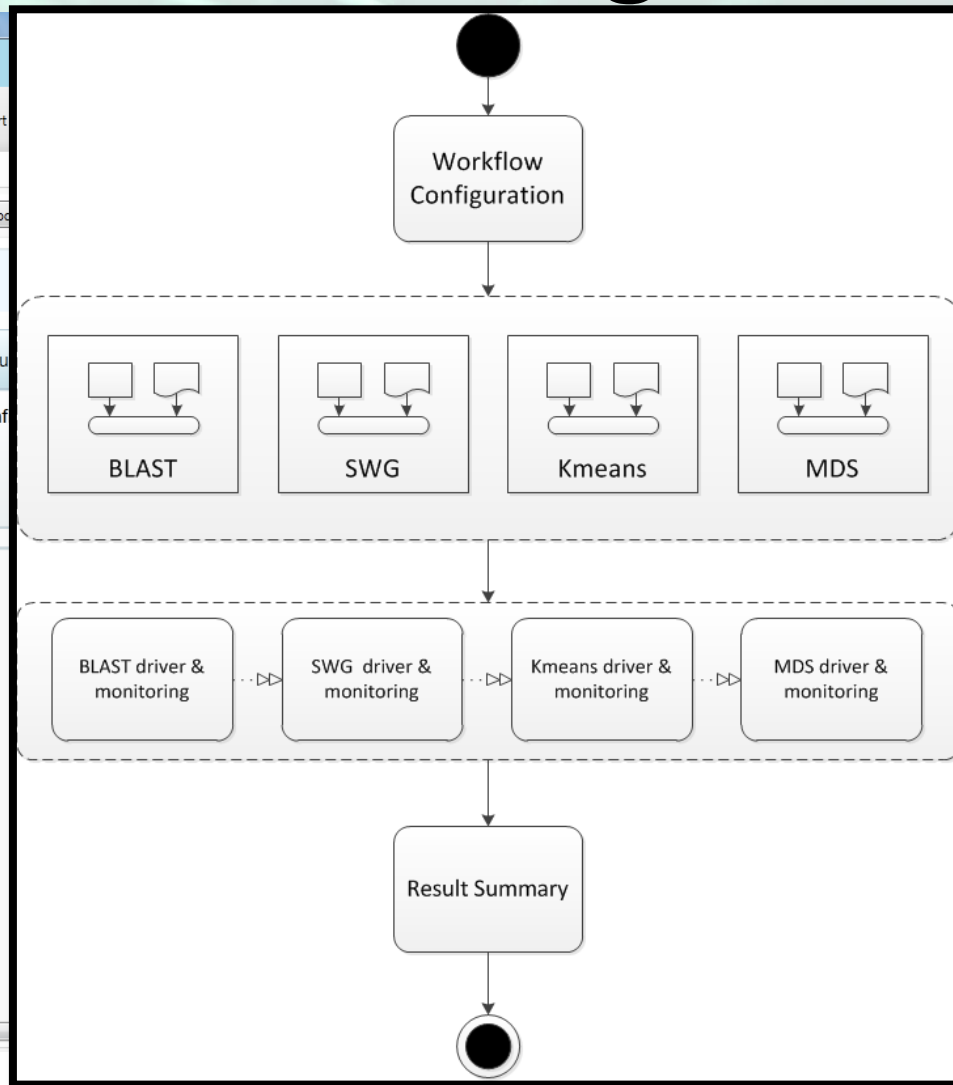 Workflow
Configuration
BLAST
SWG
Kmeans
MDS
BLAST driver &
monitoring
SWG driver &
monitoring
Kmeans driver &
monitoring
MDS driver &
monitoring
Result Summary